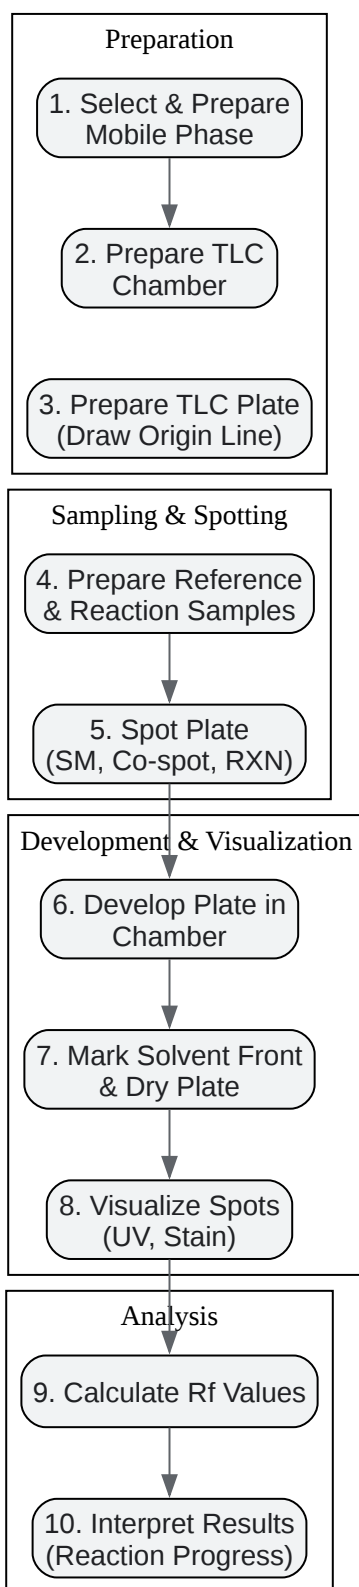 Preparation
1. Select & Prepare
Mobile Phase
2. Prepare TLC
Chamber
3. Prepare TLC Plate
(Draw Origin Line)
Sampling & Spotting
4. Prepare Reference
& Reaction Samples
5. Spot Plate
(SM, Co-spot, RXN)
Development & Visualization
6. Develop Plate in
Chamber
7. Mark Solvent Front
& Dry Plate
8. Visualize Spots
(UV, Stain)
Analysis
9. Calculate Rf Values
10. Interpret Results
(Reaction Progress)